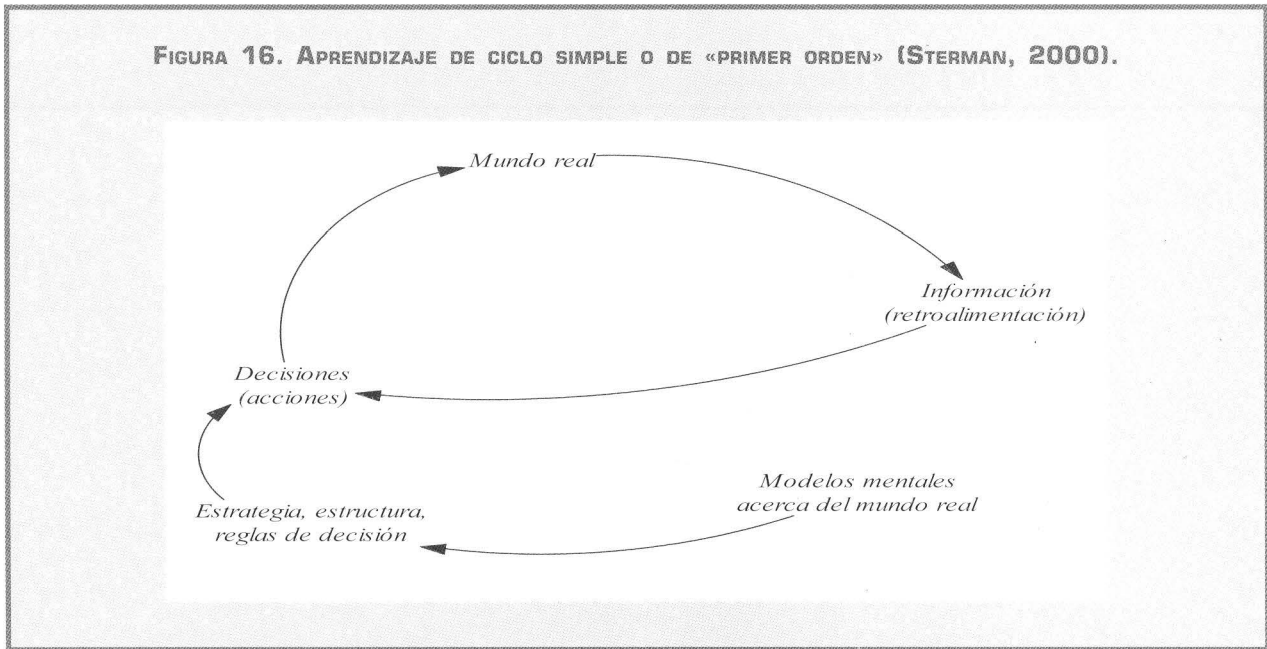 FIGURA 16. APRENDIZAJE DE CICLO SIMPLE O DE «PRIMER ORDEN» (STERMAN, 2000).
Mundo real
Información
(retroalimentación)
Decisiones
(acciones)
Modelos mentales
acerca del mundo real
Estrategia, estructura,
reglas de decisión